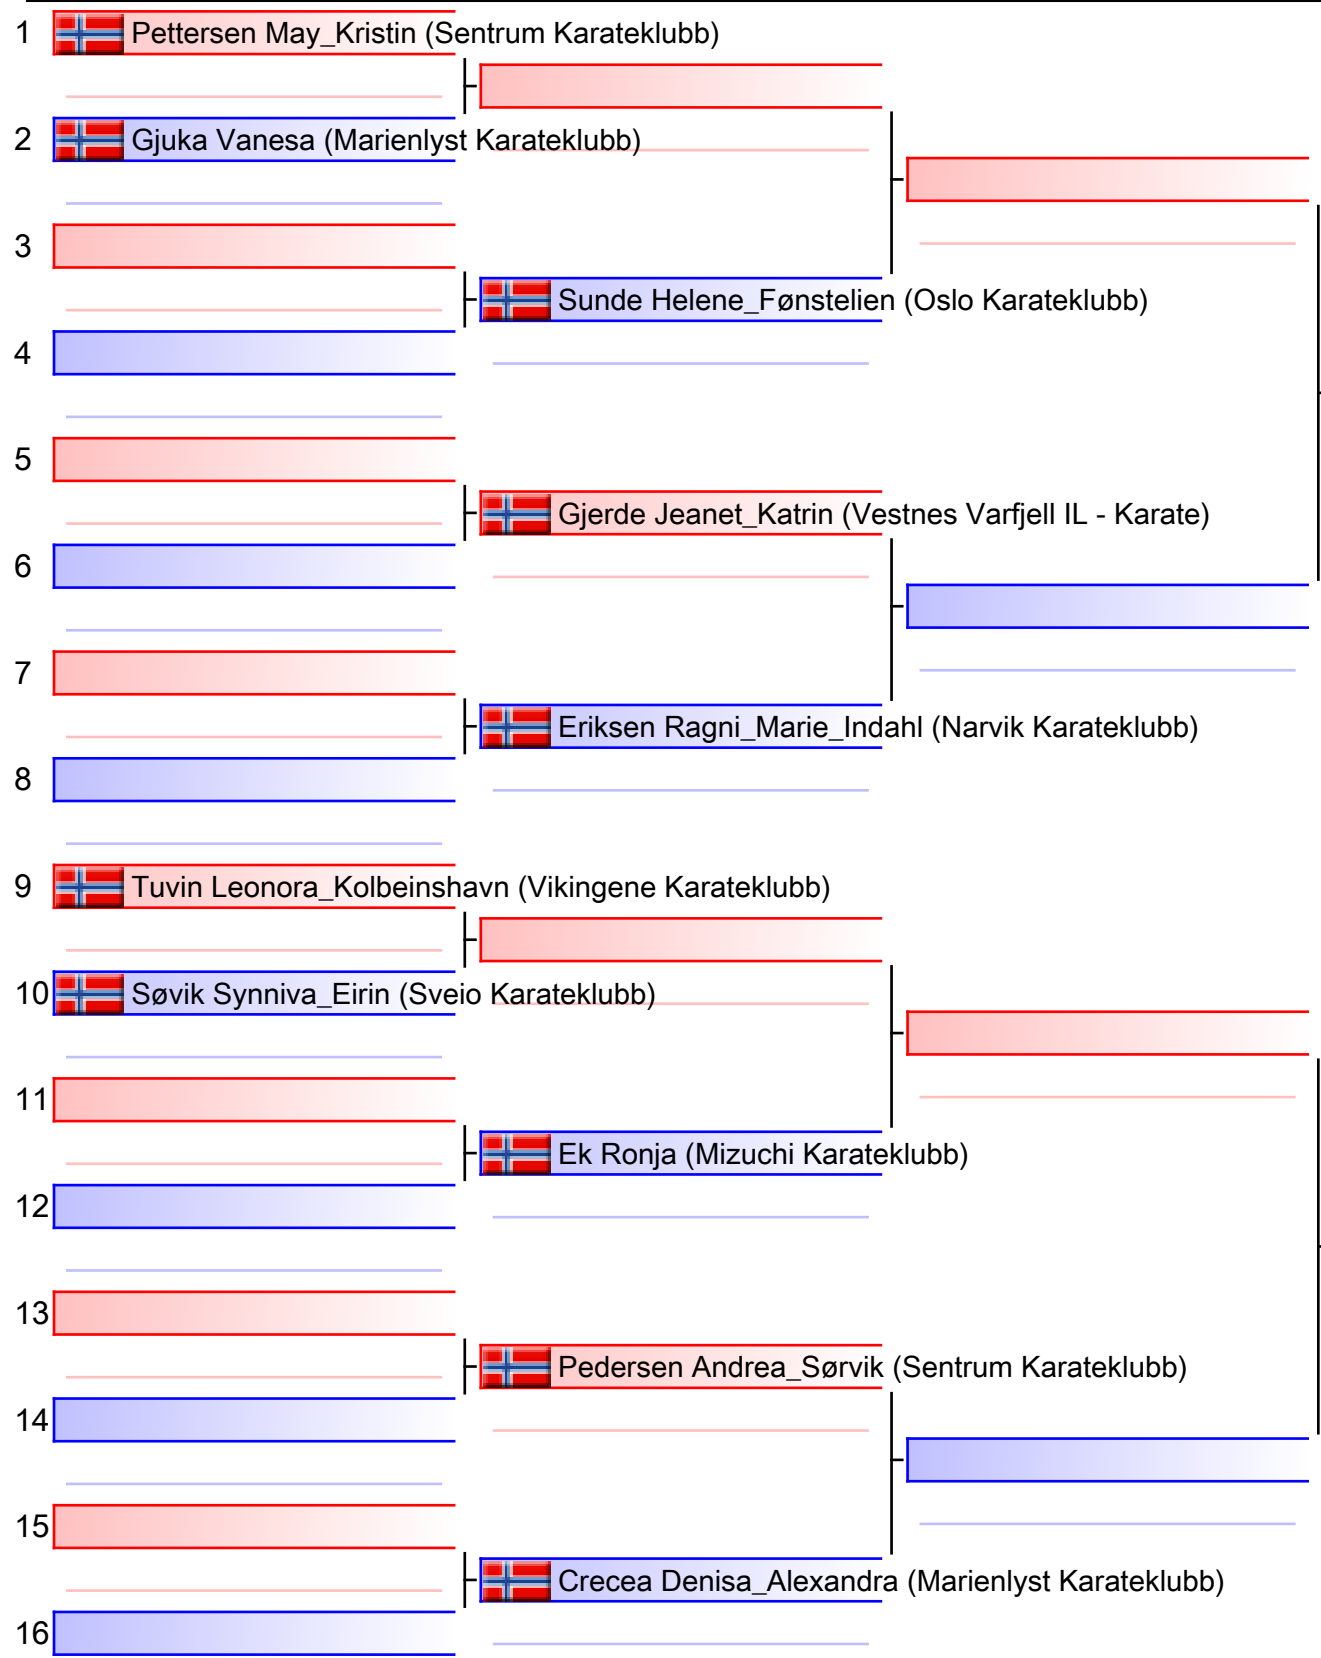 1 Pettersen May_Kristin (Sentrum Karateklubb)
2 Gjuka Vanesa (Marienlyst Karateklubb)
3
Sunde Helene_Fønstelien (Oslo Karateklubb)
4
5
Gjerde Jeanet_Katrin (Vestnes Varfjell IL - Karate)
6
7
Eriksen Ragni_Marie_Indahl (Narvik Karateklubb)
8
9 Tuvin Leonora_Kolbeinshavn (Vikingene Karateklubb)
10 Søvik Synniva_Eirin (Sveio Karateklubb)
11
Ek Ronja (Mizuchi Karateklubb)
12
13
Pedersen Andrea_Sørvik (Sentrum Karateklubb)
14
15
Crecea Denisa_Alexandra (Marienlyst Karateklubb)
16